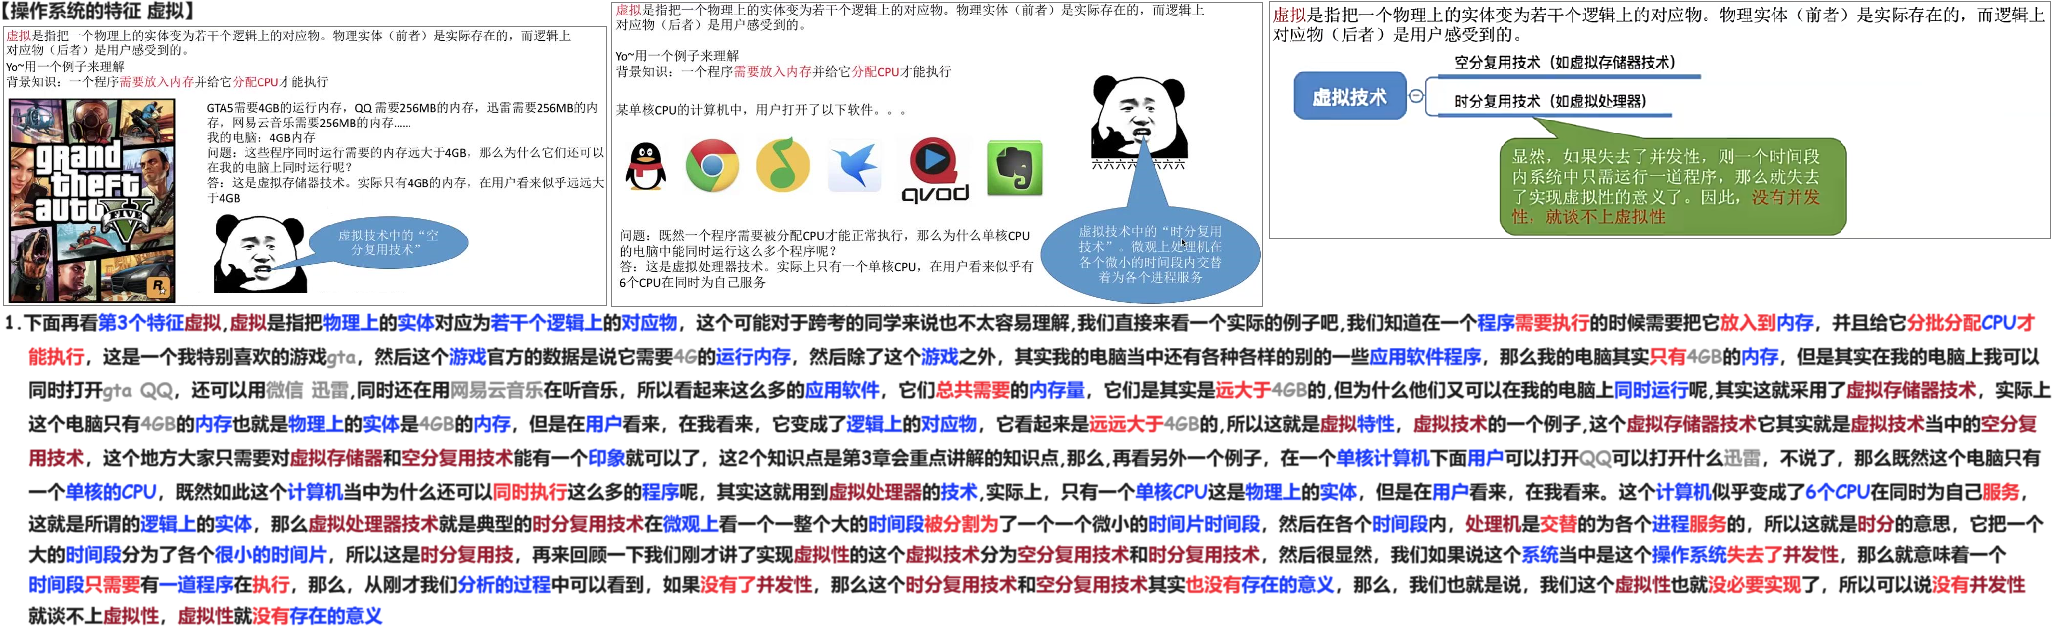 【操作系统的特征 虚拟】
虚拟是指把一个物理上的实体变为若干个逻辑上的对应物。物理实体（前者）是实际存在的，而逻辑上
对应物（后者）是用户感受到的。
Yo~用一个例子来理解
背景知识：一个程序需要放入内存并给它分配CPU才能执行
grand
theft
auto
FIVE
V
R
GTA5需要4GB的运行内存，QQ 需要256MB的内存，迅雷需要256MB的内
存，网易云音乐需要256MB的内存……
我的电脑：4GB内存
问题：这些程序同时运行需要的内存远大于4GB，那么为什么它们还可以
在我的电脑上同时运行呢？
答：这是虚拟存储器技术。实际只有4GB的内存，在用户看来似乎远远大
于4GB
虚拟技术中的“空
分复用技术”
虚拟是指把一个物理上的实体变为若干个逻辑上的对应物。物理实体（前者）是实际存在的，而逻辑上
对应物（后者）是用户感受到的。
Yo~用一个例子来理解
背景知识：一个程序需要放入内存并给它分配CPU才能执行
某单核CPU的计算机中，用户打开了以下软件。。。
qvod
六六六六六六六六
问题：既然一个程序需要被分配CPU才能正常执行，那么为什么单核CPU
的电脑中能同时运行这么多个程序呢？
答：这是虚拟处理器技术。实际上只有一个单核CPU，在用户看来似乎有
6个CPU在同时为自己服务
虚拟技术中的“时分复用
技术”。微观上处理机在
各个微小的时间段内交替
着为各个进程服务
虚拟是指把一个物理上的实体变为若干个逻辑上的对应物。物理实体（前者）是实际存在的，而逻辑上
对应物（后者）是用户感受到的。
虚拟技术
空分复用技术（如虚拟存储器技术）
时分复用技术（如虚拟处理器）
显然，如果失去了并发性，则一个时间段
内系统中只需运行一道程序，那么就失去
了实现虚拟性的意义了。因此，没有并发
性，就谈不上虚拟性
1.下面再看第3个特征虚拟,虚拟是指把物理上的实体对应为若干个逻辑上的对应物，这个可能对于跨考的同学来说也不太容易理解,我们直接来看一个实际的例子吧,我们知道在一个程序需要执行的时候需要把它放入到内存，并且给它分批分配CPU才
能执行，这是一个我特别喜欢的游戏gta，然后这个游戏官方的数据是说它需要4G的运行内存，然后除了这个游戏之外，其实我的电脑当中还有各种各样的别的一些应用软件程序，那么我的电脑其实只有4GB的内存，但是其实在我的电脑上我可以
同时打开gta QQ，还可以用微信 迅雷,同时还在用网易云音乐在听音乐，所以看起来这么多的应用软件，它们总共需要的内存量，它们是其实是远大于4GB的,但为什么他们又可以在我的电脑上同时运行呢,其实这就采用了虚拟存储器技术，实际上
这个电脑只有4GB的内存也就是物理上的实体是4GB的内存，但是在用户看来，在我看来，它变成了逻辑上的对应物，它看起来是远远大于4GB的,所以这就是虚拟特性，虚拟技术的一个例子,这个虚拟存储器技术它其实就是虚拟技术当中的空分复
用技术，这个地方大家只需要对虚拟存储器和空分复用技术能有一个印象就可以了，这2个知识点是第3章会重点讲解的知识点,那么,再看另外一个例子，在一个单核计算机下面用户可以打开QQ可以打开什么迅雷，不说了，那么既然这个电脑只有
一个单核的CPU，既然如此这个计算机当中为什么还可以同时执行这么多的程序呢，其实这就用到虚拟处理器的技术,实际上，只有一个单核CPU这是物理上的实体，但是在用户看来，在我看来。这个计算机似乎变成了6个CPU在同时为自己服务，
这就是所谓的逻辑上的实体，那么虚拟处理器技术就是典型的时分复用技术在微观上看一个一整个大的时间段被分割为了一个一个微小的时间片时间段，然后在各个时间段内，处理机是交替的为各个进程服务的，所以这就是时分的意思，它把一个
大的时间段分为了各个很小的时间片，所以这是时分复用技，再来回顾一下我们刚才讲了实现虚拟性的这个虚拟技术分为空分复用技术和时分复用技术，然后很显然，我们如果说这个系统当中是这个操作系统失去了并发性，那么就意味着一个
时间段只需要有一道程序在执行，那么，从刚才我们分析的过程中可以看到，如果没有了并发性，那么这个时分复用技术和空分复用技术其实也没有存在的意义，那么，我们也就是说，我们这个虚拟性也就没必要实现了，所以可以说没有并发性
就谈不上虚拟性，虚拟性就没有存在的意义